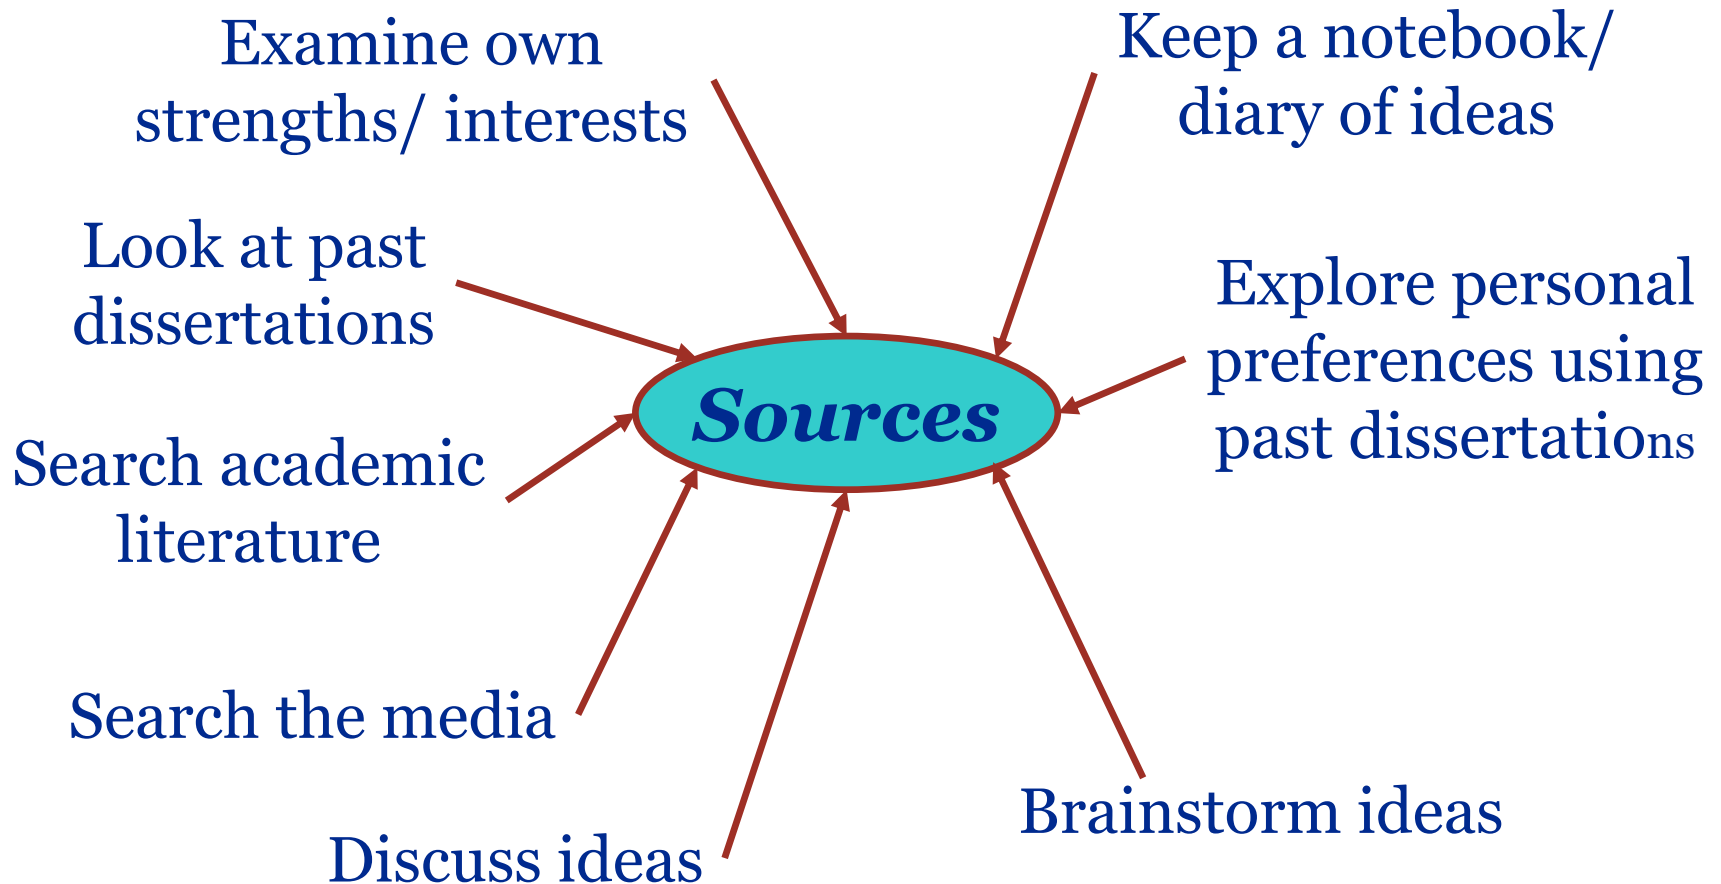 Examine own
strengths/ interests
Keep a notebook/
diary of ideas
Look at past
dissertations
Explore personal
preferences using
past dissertations
Sources
Search academic
literature
Search the media
Brainstorm ideas
Discuss ideas